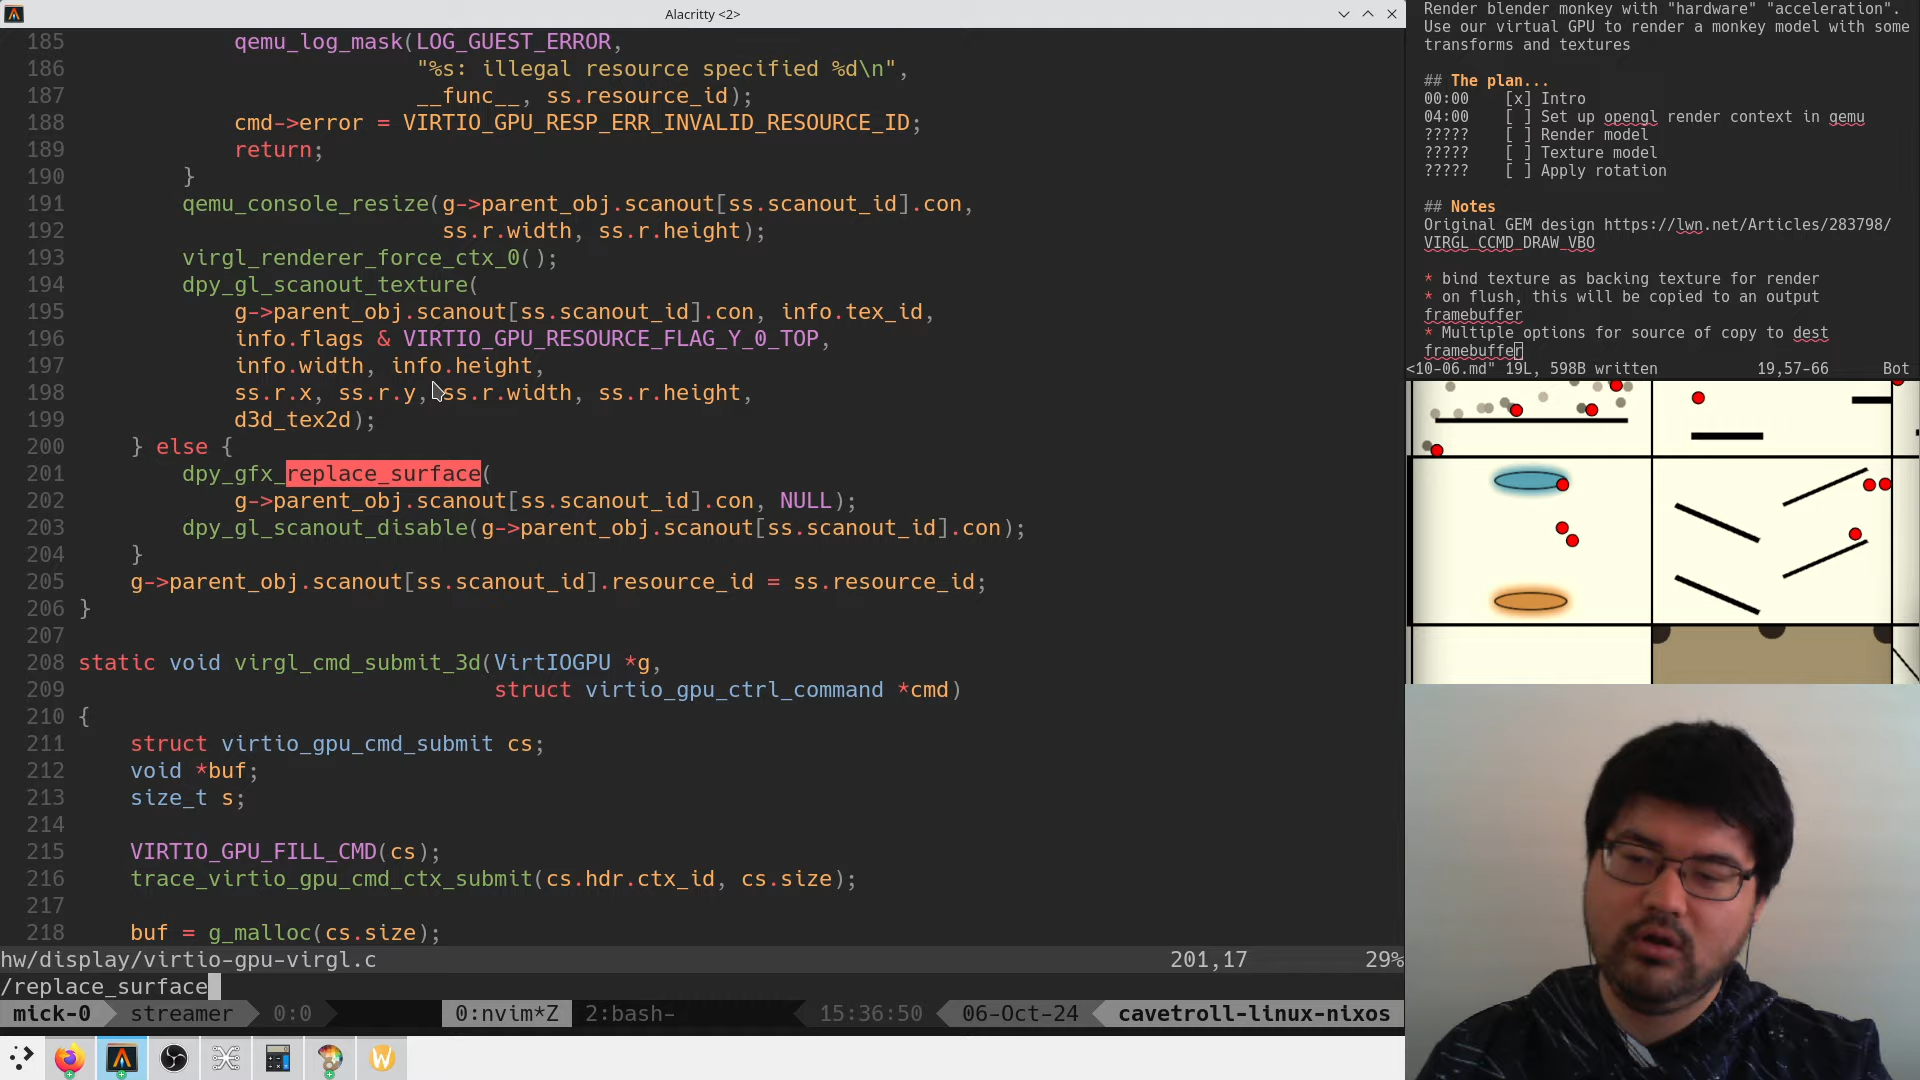 Alacritty <2>
185 qemu_log_mask(LOG_GUEST_ERROR,
186 "%s: illegal resource specified %d\n",
187 __func__, ss.resource_id);
188 cmd->error = VIRTIO_GPU_RESP_ERR_INVALID_RESOURCE_ID;
189 return;
190 }
191 qemu_console_resize(g->parent_obj.scanout[ss.scanout_id].con,
192 ss.r.width, ss.r.height);
193 virgl_renderer_force_ctx_0();
194 dpy_gl_scanout_texture(
195 g->parent_obj.scanout[ss.scanout_id].con, info.tex_id,
196 info.flags & VIRTIO_GPU_RESOURCE_FLAG_Y_0_TOP,
197 info.width, info.height,
198 ss.r.x, ss.r.y, ss.r.width, ss.r.height,
199 d3d_tex2d);
200 } else {
201 dpy_gfx_replace_surface(
202 g->parent_obj.scanout[ss.scanout_id].con, NULL);
203 dpy_gl_scanout_disable(g->parent_obj.scanout[ss.scanout_id].con);
204 }
205 g->parent_obj.scanout[ss.scanout_id].resource_id = ss.resource_id;
206 }
207
208 static void virgl_cmd_submit_3d(VirtIOGPU *g,
209 struct virtio_gpu_ctrl_command *cmd)
210 {
211 struct virtio_gpu_cmd_submit cs;
212 void *buf;
213 size_t s;
214
215 VIRTIO_GPU_FILL_CMD(cs);
216 trace_virtio_gpu_cmd_ctx_submit(cs.hdr.ctx_id, cs.size);
217
218 buf = g_malloc(cs.size);
hw/display/virtio-gpu-virgl.c 201,17 29%
/replace_surface
mick-0 streamer 0:0 0:nvim*Z 2:bash- 15:36:50 06-Oct-24 cavetroll-linux-nixos
Render blender monkey with "hardware" "acceleration".
Use our virtual GPU to render a monkey model with some
transforms and textures
## The plan...
00:00 [x] Intro
04:00 [ ] Set up opengl render context in qemu
????? [ ] Render model
????? [ ] Texture model
????? [ ] Apply rotation
## Notes
Original GEM design https://lwn.net/Articles/283798/
VIRGL_CCMD_DRAW_VBO
* bind texture as backing texture for render
* on flush, this will be copied to an output
framebuffer
* Multiple options for source of copy to dest
framebuffer
<10-06.md" 19L, 598B written 19,57-66 Bot